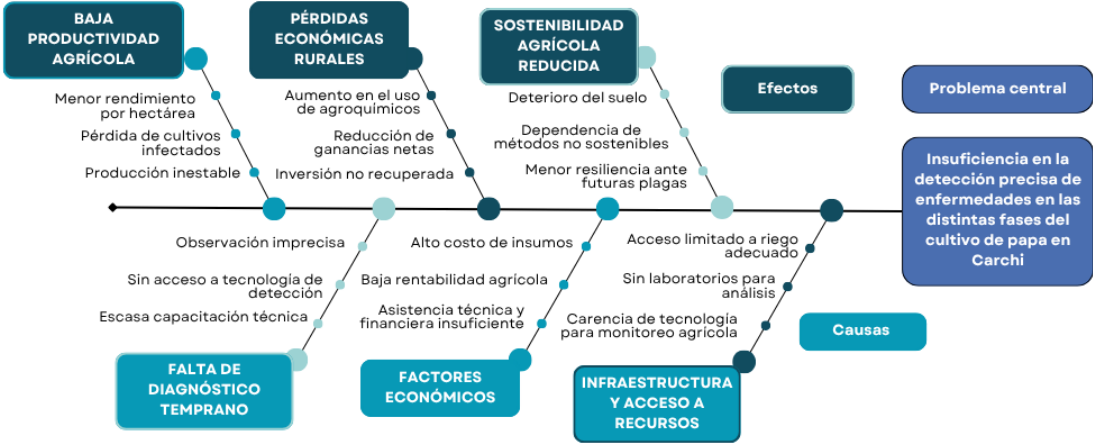 BAJA
PRODUCTIVIDAD
AGRÍCOLA
Menor rendimiento
por hectárea
Pérdida de cultivos
infectados
Producción inestable
PÉRDIDAS
ECONÓMICAS
RURALES
Aumento en el uso
de agroquímicos
Reducción de
ganancias netas
Inversión no recuperada
SOSTENIBILIDAD
AGRÍCOLA
REDUCIDA
Deterioro del suelo
Dependencia de
métodos no sostenibles
Menor resiliencia ante
futuras plagas
Efectos
Problema central
Insuficiencia en la
detección precisa de
enfermedades en las
distintas fases del
cultivo de papa en
Carchi
Observación imprecisa
Sin acceso a tecnología de
detección
Escasa capacitación técnica
FALTA DE
DIAGNÓSTICO
TEMPRANO
Alto costo de insumos
Baja rentabilidad agrícola
Asistencia técnica y
financiera insuficiente
FACTORES
ECONÓMICOS
Acceso limitado a riego
adecuado
Sin laboratorios para
análisis
Carencia de tecnología
para monitoreo agrícola
INFRAESTRUCTURA
Y ACCESO A
RECURSOS
Causas